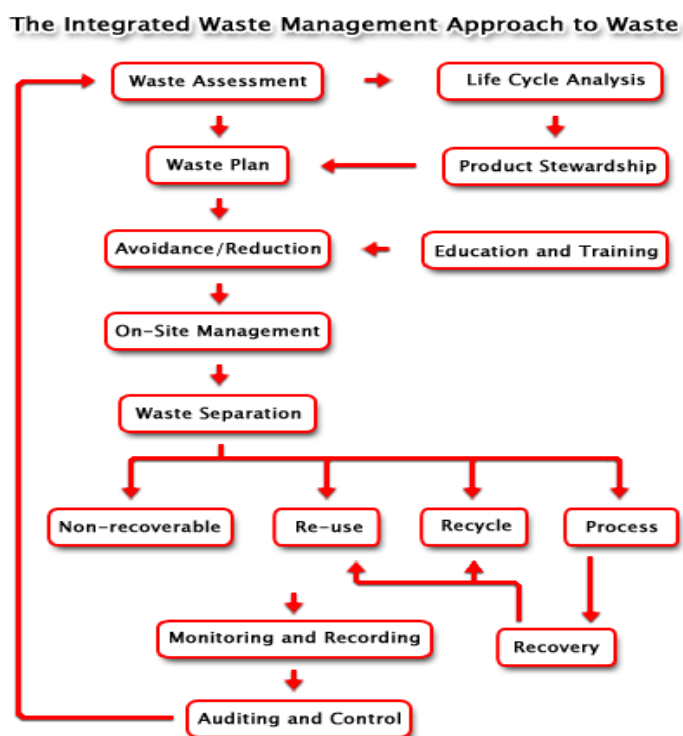 The Integrated Waste Management Approach to Waste
Waste Assessment
Life Cycle Analysis
Waste Plan
Product Stewardship
Avoidance/Reduction
Education and Training
On-Site Management
Waste Separation
Non-recoverable
Re-use
Recycle
Process
Monitoring and Recording
Recovery
Auditing and Control